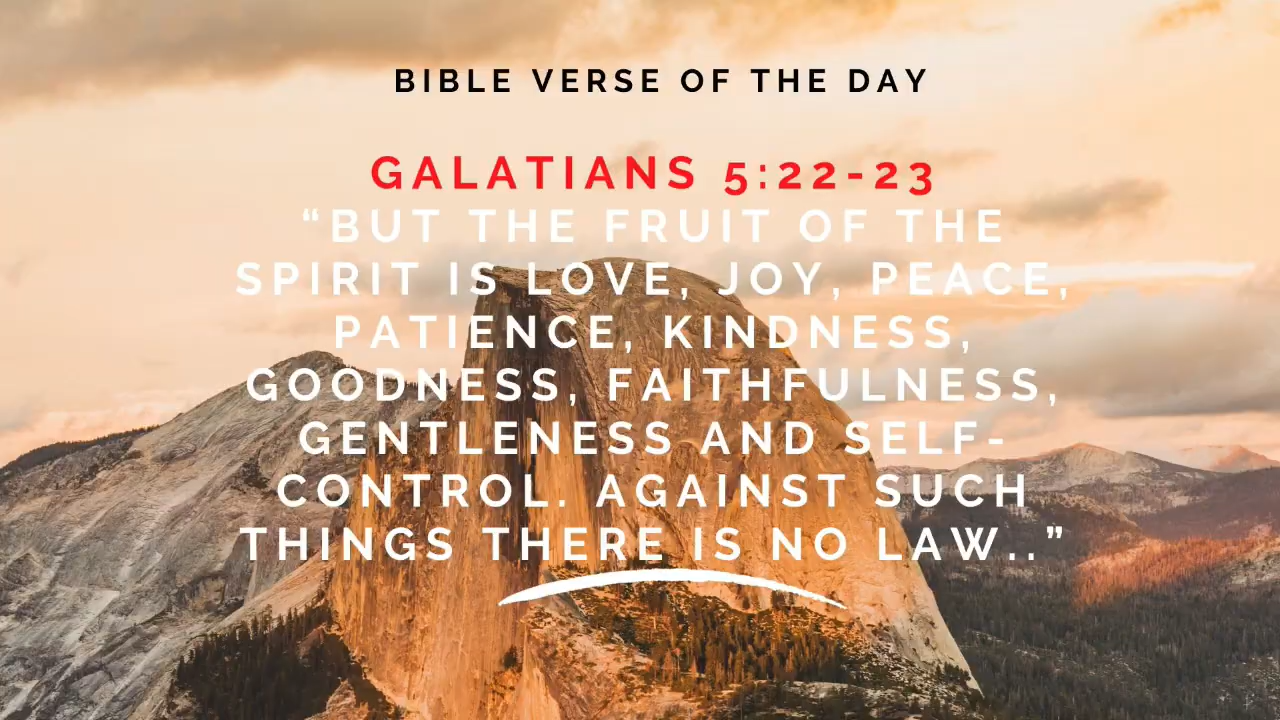 BIBLE VERSE OF THE DAY
GALATIANS 5:22-23
“BUT THE FRUIT OF THE
SPIRIT IS LOVE, JOY, PEACE,
PATIENCE, KINDNESS,
GOODNESS, FAITHFULNESS,
GENTLENESS AND SELF-
CONTROL. AGAINST SUCH
THINGS THERE IS NO LAW..”